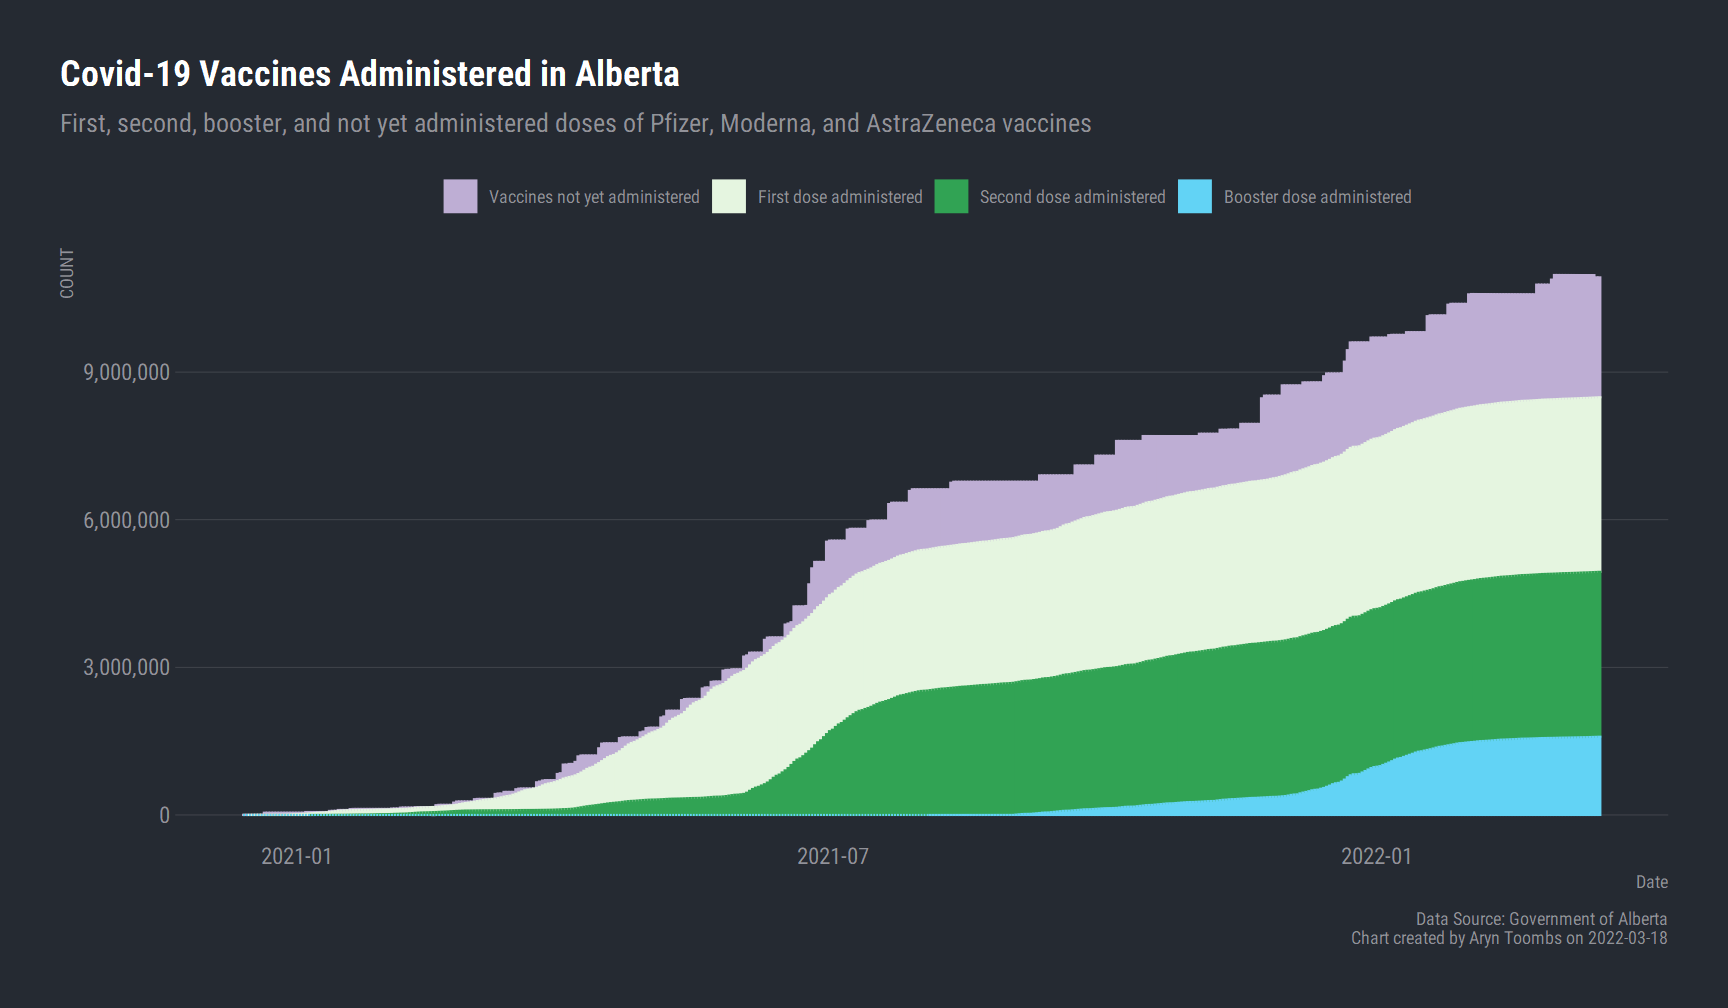 Covid-19 Vaccines Administered in Alberta
First, second, booster, and not yet administered doses of Pfizer, Moderna, and AstraZeneca vaccines
Vaccines not yet administered
First dose administered
Second dose administered
Booster dose administered
COUNT
9,000,000
6,000,000
3,000,000
0
2021-01
2021-07
2022-01
Date
Data Source: Government of Alberta
Chart created by Aryn Toombs on 2022-03-18